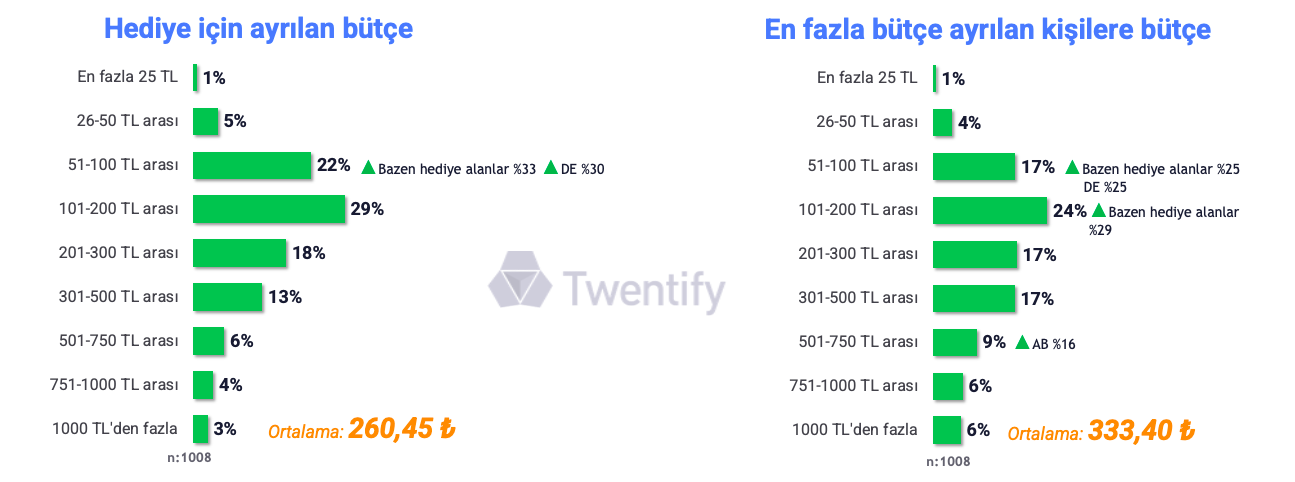 Hediye için ayrılan bütçe
En fazla 25 TL 1%
26-50 TL arası 5%
51-100 TL arası 22% Bazen hediye alanlar %33 DE %30
101-200 TL arası 29%
201-300 TL arası 18%
301-500 TL arası 13%
501-750 TL arası 6%
751-1000 TL arası 4%
1000 TL'den fazla 3%
Ortalama: 260,45 ₺
n:1008
Twentify
En fazla bütçe ayrılan kişilere bütçe
En fazla 25 TL 1%
26-50 TL arası 4%
51-100 TL arası 17% Bazen hediye alanlar %25
DE %25
101-200 TL arası 24% Bazen hediye alanlar
%29
201-300 TL arası 17%
301-500 TL arası 17%
501-750 TL arası 9% AB %16
751-1000 TL arası 6%
1000 TL'den fazla 6%
Ortalama: 333,40 ₺
n:1008